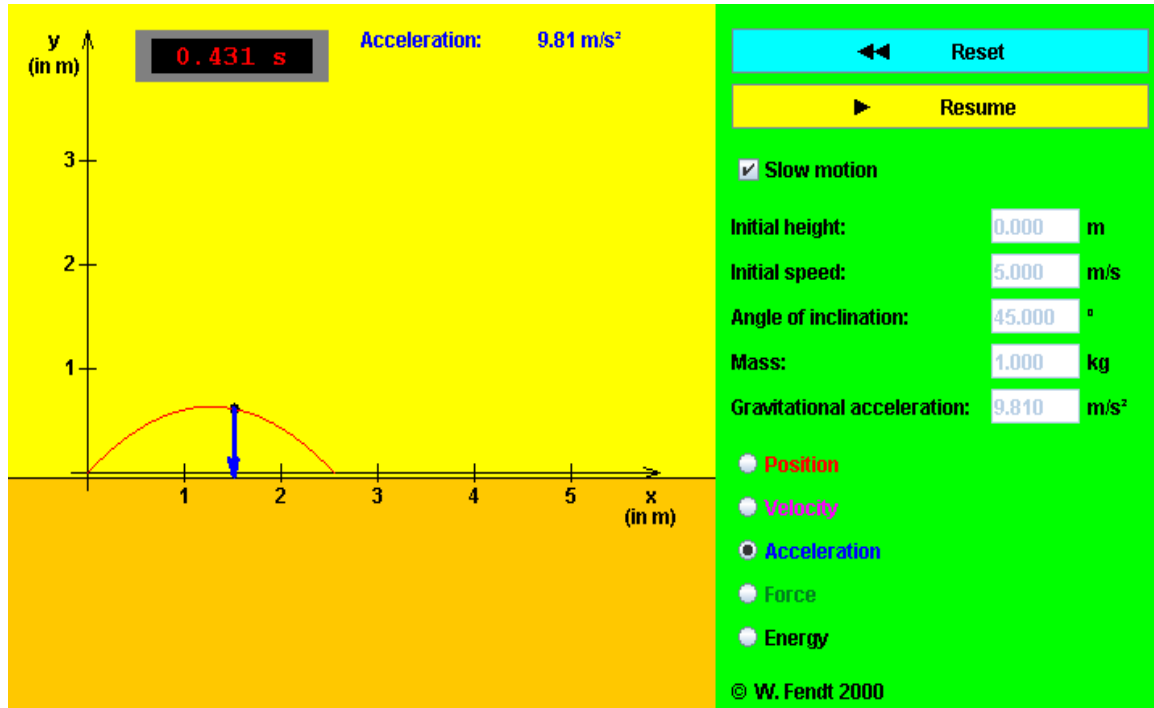 y
(in m)
0.431 s
Acceleration: 9.81 m/s²
3
2
1
1 2 3 4 5 x
(in m)
Reset
Resume
Slow motion
Initial height: 0.000 m
Initial speed: 5.000 m/s
Angle of inclination: 45.000 °
Mass: 1.000 kg
Gravitational acceleration: 9.810 m/s²
Position
Velocity
Acceleration
Force
Energy
© W. Fendt 2000